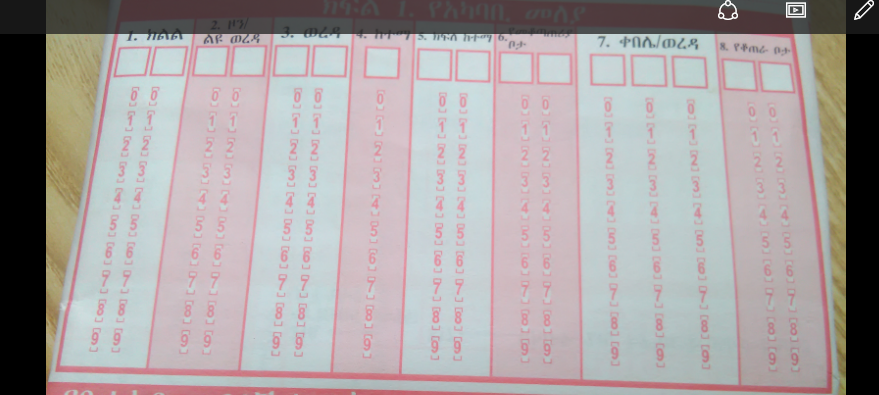 ክፍል 1. የአካባቢ መለያ
1. ክልል 2. ዞን/ ልዩ ወረዳ 3. ወረዳ 4. ከተማ 5. ክፍለ ከተማ 6. ቦታ 7. ቀበሌ/ወረዳ 8. የቆጠራ ቦታ
0 0 0 0 0 0 0 0 0 0 0 0 0 0 0 0
1 1 1 1 1 1 1 1 1 1 1 1 1 1 1 1
2 2 2 2 2 2 2 2 2 2 2 2 2 2 2 2
3 3 3 3 3 3 3 3 3 3 3 3 3 3 3 3
4 4 4 4 4 4 4 4 4 4 4 4 4 4 4 4
5 5 5 5 5 5 5 5 5 5 5 5 5 5 5 5
6 6 6 6 6 6 6 6 6 6 6 6 6 6 6 6
7 7 7 7 7 7 7 7 7 7 7 7 7 7 7 7
8 8 8 8 8 8 8 8 8 8 8 8 8 8 8 8
9 9 9 9 9 9 9 9 9 9 9 9 9 9 9 9